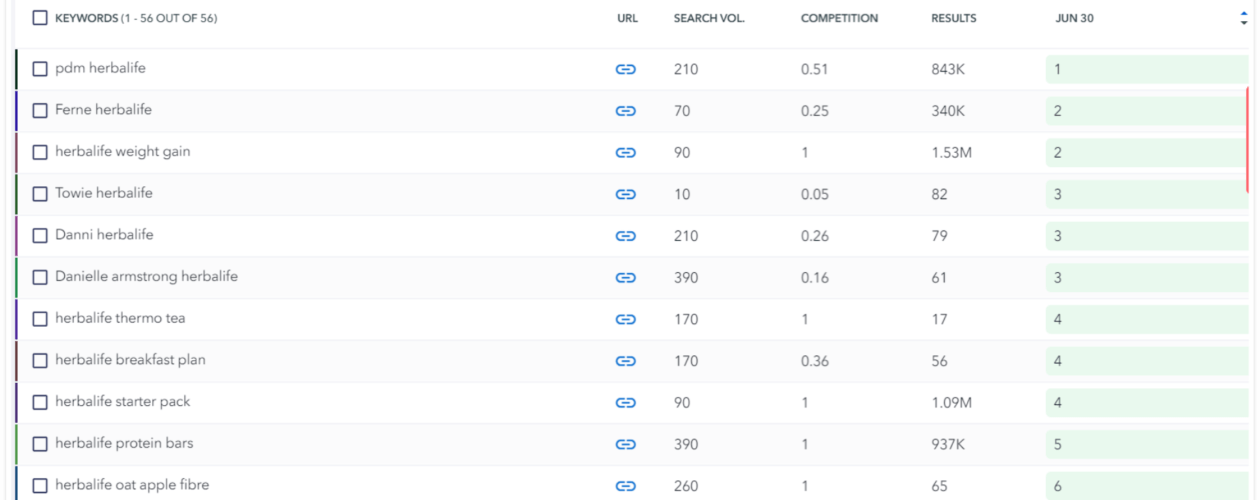 KEYWORDS (1 - 56 OUT OF 56) URL SEARCH VOL. COMPETITION RESULTS JUN 30
pdm herbalife 210 0.51 843K 1
Ferne herbalife 70 0.25 340K 2
herbalife weight gain 90 1 1.53M 2
Towie herbalife 10 0.05 82 3
Danni herbalife 210 0.26 79 3
Danielle armstrong herbalife 390 0.16 61 3
herbalife thermo tea 170 1 17 4
herbalife breakfast plan 170 0.36 56 4
herbalife starter pack 90 1 1.09M 4
herbalife protein bars 390 1 937K 5
herbalife oat apple fibre 260 1 65 6